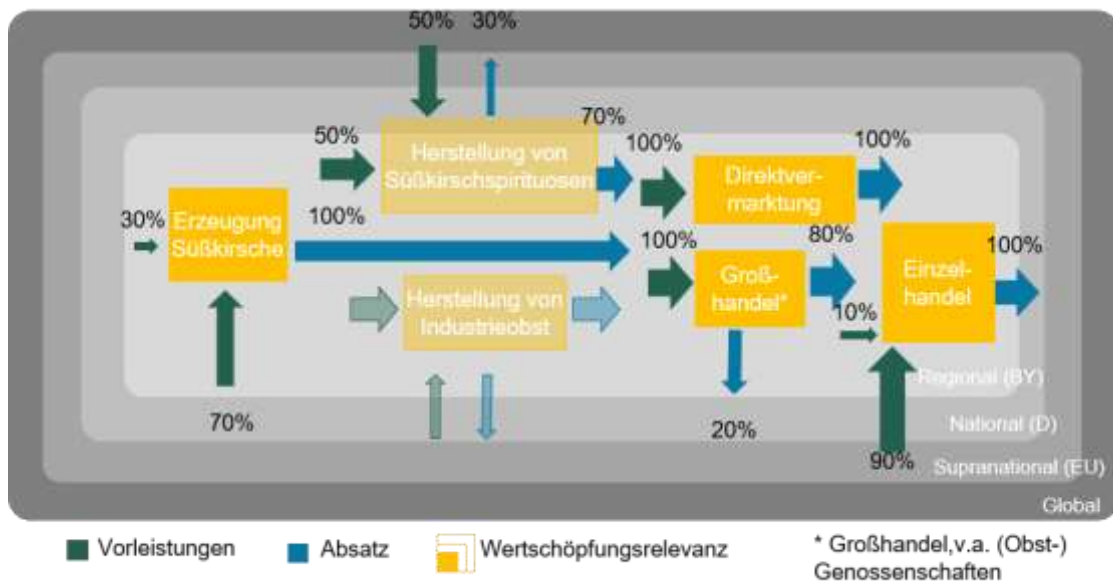 50%
30%
70%
50%
Herstellung von
Süßkirschspirituosen
100%
100%
Direktver-
marktung
30%
Erzeugung
Süßkirsche
100%
100%
80%
100%
Groß-
handel*
Einzel-
handel
Herstellung von
Industrieobst
10%
Regional (BY)
70%
20%
National (D)
90%
Supranational (EU)
Global
Vorleistungen
Absatz
Wertschöpfungsrelevanz
* Großhandel,v.a. (Obst-)
Genossenschaften